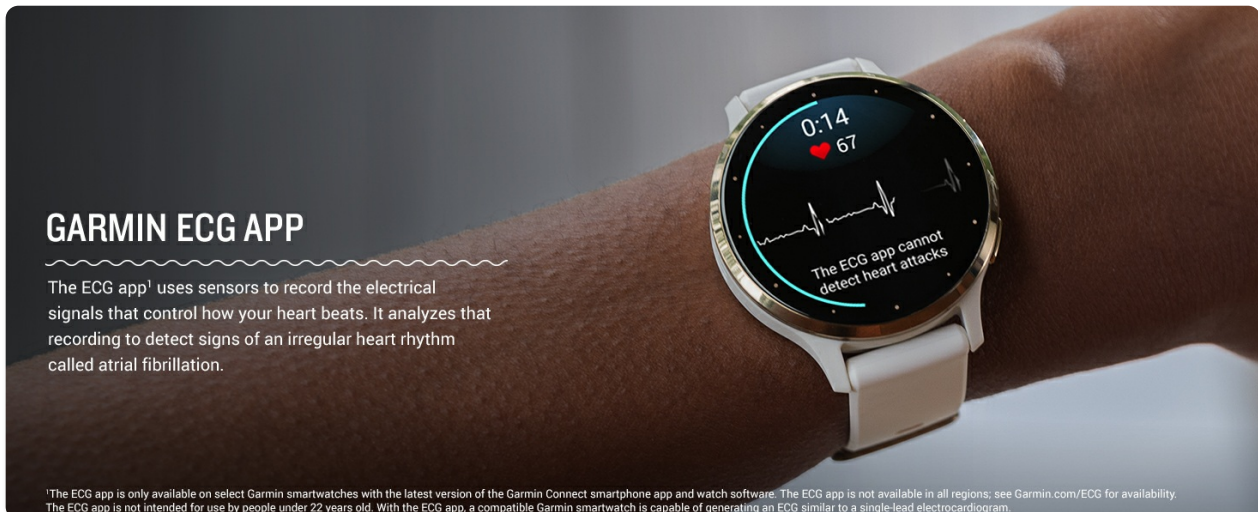 GARMIN ECG APP
The ECG app¹ uses sensors to record the electrical
signals that control how your heart beats. It analyzes that
recording to detect signs of an irregular heart rhythm
called atrial fibrillation.
0:14
67
The ECG app cannot
detect heart attacks
¹The ECG app is only available on select Garmin smartwatches with the latest version of the Garmin Connect smartphone app and watch software. The ECG app is not available in all regions; see Garmin.com/ECG for availability.
The ECG app is not intended for use by people under 22 years old. With the ECG app, a compatible Garmin smartwatch is capable of generating an ECG similar to a single-lead electrocardiogram.